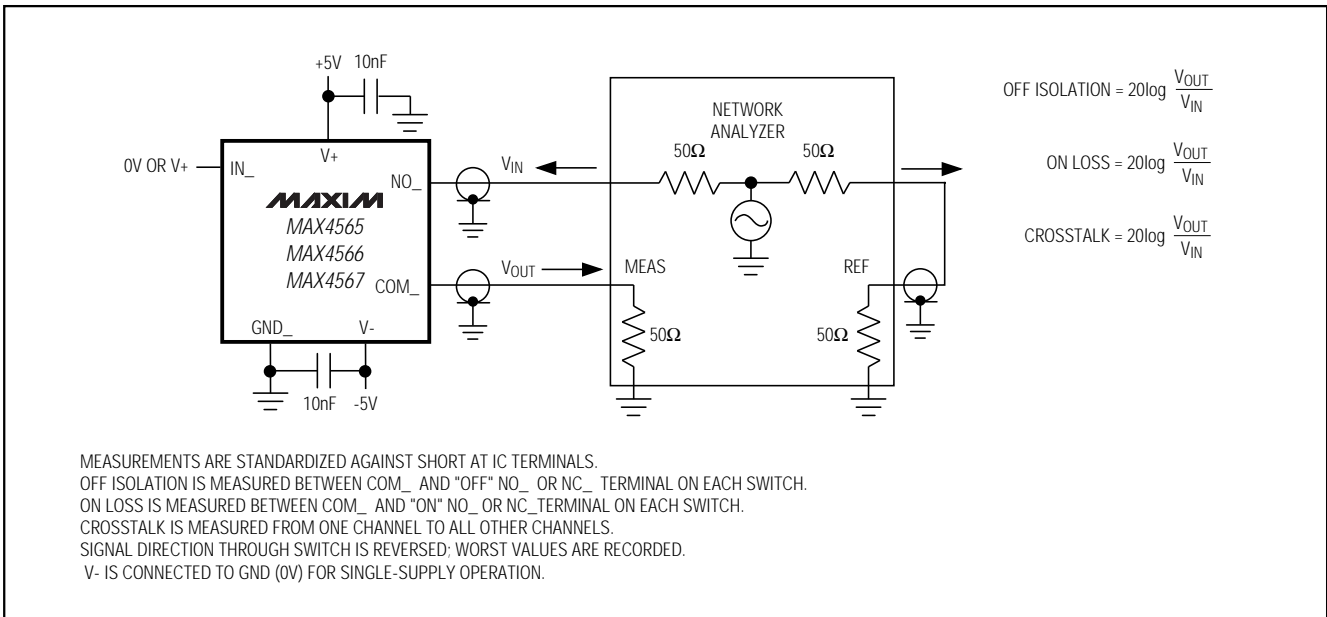 +5V 10nF
OFF ISOLATION = 20log VOUT
VIN
NETWORK
ANALYZER
0V OR V+
IN_
V+
NO_
VIN
50Ω
50Ω
ON LOSS = 20log VOUT
VIN
MAXIM
MAX4565
MAX4566
MAX4567
COM_
VOUT
MEAS
REF
CROSSTALK = 20log VOUT
VIN
GND_
V-
50Ω
50Ω
10nF -5V
MEASUREMENTS ARE STANDARDIZED AGAINST SHORT AT IC TERMINALS.
OFF ISOLATION IS MEASURED BETWEEN COM_ AND "OFF" NO_ OR NC_ TERMINAL ON EACH SWITCH.
ON LOSS IS MEASURED BETWEEN COM_ AND "ON" NO_ OR NC_TERMINAL ON EACH SWITCH.
CROSSTALK IS MEASURED FROM ONE CHANNEL TO ALL OTHER CHANNELS.
SIGNAL DIRECTION THROUGH SWITCH IS REVERSED; WORST VALUES ARE RECORDED.
V- IS CONNECTED TO GND (0V) FOR SINGLE-SUPPLY OPERATION.